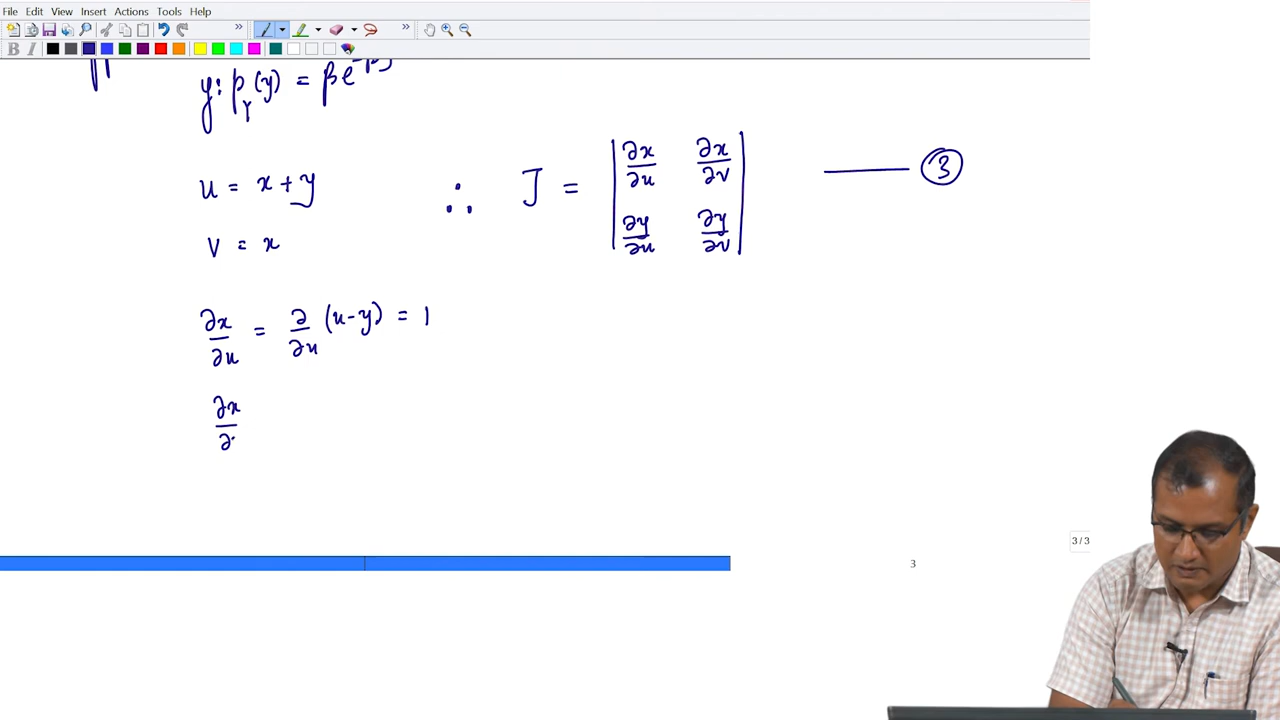 File Edit View Insert Actions Tools Help
B I
y: p_Y(y) = βe^{-βy}
u = x + y
∴ J = | ∂x/∂u ∂x/∂v |
| ∂y/∂u ∂y/∂v | —— ③
v = x
∂x/∂u = ∂/∂u (u-y) = 1
∂x/∂
3 / 3
3